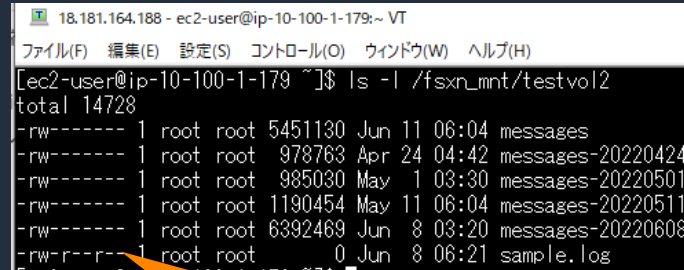 18.181.164.188 - ec2-user@ip-10-100-1-179:~ VT
ファイル(F) 編集(E) 設定(S) コントロール(O) ウィンドウ(W) ヘルプ(H)
[ec2-user@ip-10-100-1-179 ~]$ ls -l /fsxn_mnt/testvol2
total 14728
-rw------- 1 root root 5451130 Jun 11 06:04 messages
-rw------- 1 root root 978763 Apr 24 04:42 messages-20220424
-rw------- 1 root root 985030 May 1 03:30 messages-20220501
-rw------- 1 root root 1190454 May 11 06:04 messages-20220511
-rw------- 1 root root 6392469 Jun 8 03:20 messages-20220608
-rw-r--r-- 1 root root 0 Jun 8 06:21 sample.log